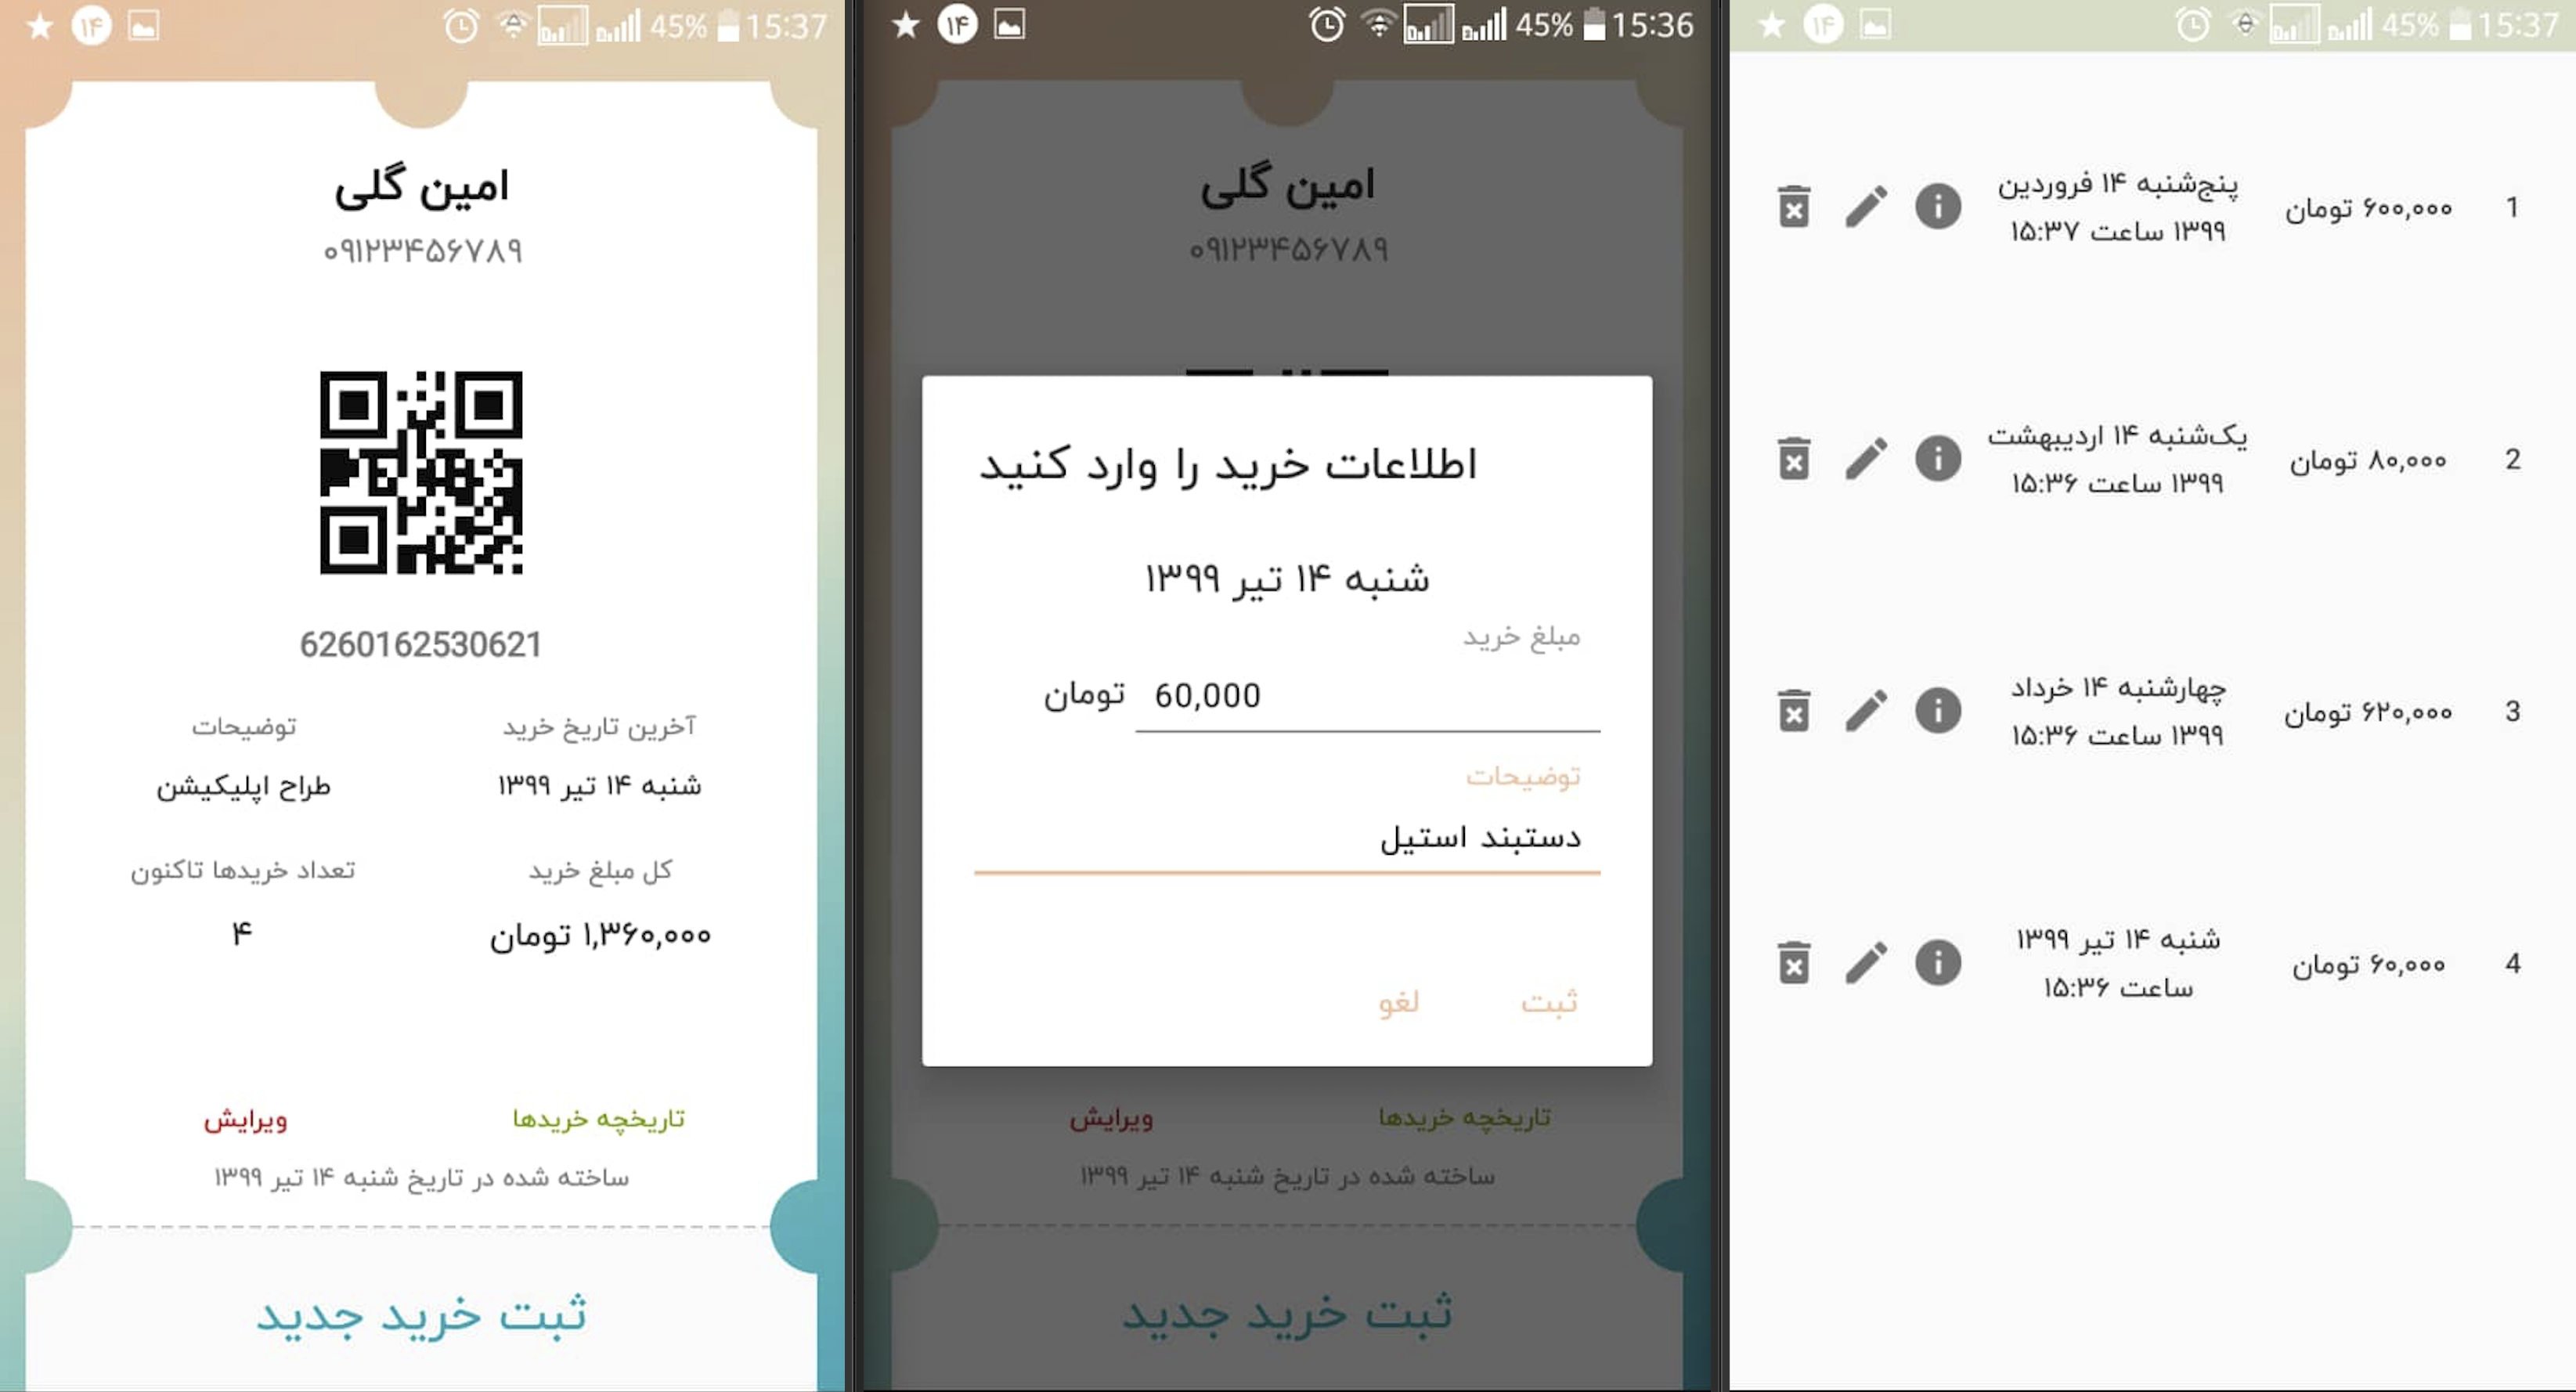 ۱۴ 45% 15:37
امین گلی
۰۹۱۲۳۴۵۶۷۸۹
6260162530621
آخرین تاریخ خرید
شنبه ۱۴ تیر ۱۳۹۹
توضیحات
طراح اپلیکیشن
کل مبلغ خرید
۱,۳۶۰,۰۰۰ تومان
تعداد خریدها تاکنون
۴
تاریخچه خریدها
ویرایش
ساخته شده در تاریخ شنبه ۱۴ تیر ۱۳۹۹
ثبت خرید جدید
۱۴ 45% 15:36
امین گلی
۰۹۱۲۳۴۵۶۷۸۹
اطلاعات خرید را وارد کنید
شنبه ۱۴ تیر ۱۳۹۹
مبلغ خرید
60,000 تومان
توضیحات
دستبند استیل
ثبت
لغو
تاریخچه خریدها
ویرایش
ساخته شده در تاریخ شنبه ۱۴ تیر ۱۳۹۹
ثبت خرید جدید
۱۴ 45% 15:37
1
۶۰۰,۰۰۰ تومان
پنج‌شنبه ۱۴ فروردین
۱۳۹۹ ساعت ۱۵:۳۷
2
۸۰,۰۰۰ تومان
یک‌شنبه ۱۴ اردیبهشت
۱۳۹۹ ساعت ۱۵:۳۶
3
۶۲۰,۰۰۰ تومان
چهارشنبه ۱۴ خرداد
۱۳۹۹ ساعت ۱۵:۳۶
4
۶۰,۰۰۰ تومان
شنبه ۱۴ تیر ۱۳۹۹
ساعت ۱۵:۳۶